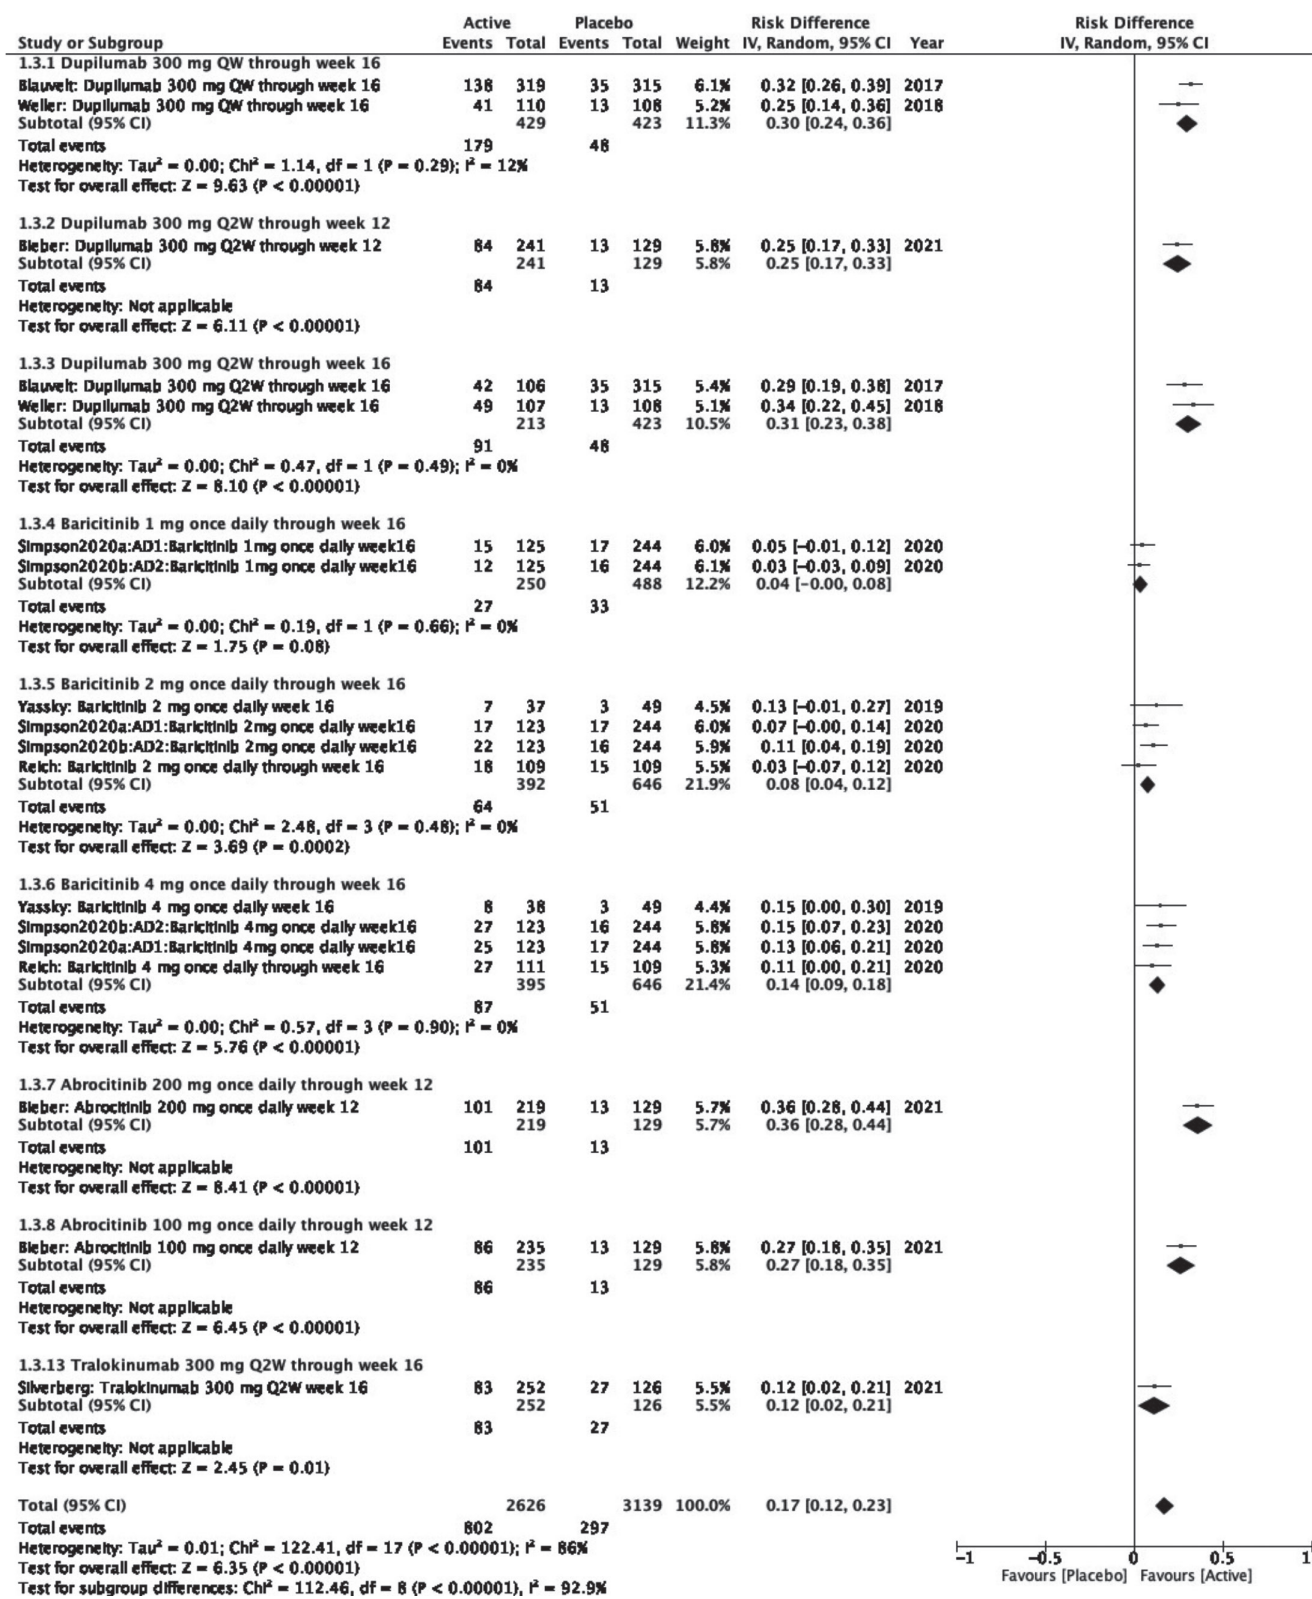 Active Placebo Risk Difference Risk Difference
Study or Subgroup Events Total Events Total Weight IV, Random, 95% CI Year IV, Random, 95% CI
1.3.1 Dupilumab 300 mg QW through week 16
Blauvelt: Dupilumab 300 mg QW through week 16 138 319 35 315 6.1% 0.32 [0.26, 0.39] 2017
Weller: Dupilumab 300 mg QW through week 16 41 110 13 108 5.2% 0.25 [0.14, 0.36] 2018
Subtotal (95% CI) 429 423 11.3% 0.30 [0.24, 0.36]
Total events 179 48
Heterogeneity: Tau² = 0.00; Chi² = 1.14, df = 1 (P = 0.29); I² = 12%
Test for overall effect: Z = 9.63 (P < 0.00001)
1.3.2 Dupilumab 300 mg Q2W through week 12
Bieber: Dupilumab 300 mg Q2W through week 12 84 241 13 129 5.8% 0.25 [0.17, 0.33] 2021
Subtotal (95% CI) 241 129 5.8% 0.25 [0.17, 0.33]
Total events 84 13
Heterogeneity: Not applicable
Test for overall effect: Z = 6.11 (P < 0.00001)
1.3.3 Dupilumab 300 mg Q2W through week 16
Blauvelt: Dupilumab 300 mg Q2W through week 16 42 106 35 315 5.4% 0.29 [0.19, 0.38] 2017
Weller: Dupilumab 300 mg Q2W through week 16 49 107 13 108 5.1% 0.34 [0.22, 0.45] 2018
Subtotal (95% CI) 213 423 10.5% 0.31 [0.23, 0.38]
Total events 91 48
Heterogeneity: Tau² = 0.00; Chi² = 0.47, df = 1 (P = 0.49); I² = 0%
Test for overall effect: Z = 8.10 (P < 0.00001)
1.3.4 Baricitinib 1 mg once daily through week 16
Simpson2020a:AD1:Baricitinib 1mg once daily week16 15 125 17 244 6.0% 0.05 [-0.01, 0.12] 2020
Simpson2020b:AD2:Baricitinib 1mg once daily week16 12 125 16 244 6.1% 0.03 [-0.03, 0.09] 2020
Subtotal (95% CI) 250 488 12.2% 0.04 [-0.00, 0.08]
Total events 27 33
Heterogeneity: Tau² = 0.00; Chi² = 0.19, df = 1 (P = 0.66); I² = 0%
Test for overall effect: Z = 1.75 (P = 0.08)
1.3.5 Baricitinib 2 mg once daily through week 16
Yassky: Baricitinib 2 mg once daily week 16 7 37 3 49 4.5% 0.13 [-0.01, 0.27] 2019
Simpson2020a:AD1:Baricitinib 2mg once daily week16 17 123 17 244 6.0% 0.07 [-0.00, 0.14] 2020
Simpson2020b:AD2:Baricitinib 2mg once daily week16 22 123 16 244 5.9% 0.11 [0.04, 0.19] 2020
Reich: Baricitinib 2 mg once daily through week 16 18 109 15 109 5.5% 0.03 [-0.07, 0.12] 2020
Subtotal (95% CI) 392 646 21.9% 0.08 [0.04, 0.12]
Total events 64 51
Heterogeneity: Tau² = 0.00; Chi² = 2.48, df = 3 (P = 0.48); I² = 0%
Test for overall effect: Z = 3.69 (P = 0.0002)
1.3.6 Baricitinib 4 mg once daily through week 16
Yassky: Baricitinib 4 mg once daily week 16 8 38 3 49 4.4% 0.15 [0.00, 0.30] 2019
Simpson2020b:AD2:Baricitinib 4mg once daily week16 27 123 16 244 5.8% 0.15 [0.07, 0.23] 2020
Simpson2020a:AD1:Baricitinib 4mg once daily week16 25 123 17 244 5.8% 0.13 [0.06, 0.21] 2020
Reich: Baricitinib 4 mg once daily through week 16 27 111 15 109 5.3% 0.11 [0.00, 0.21] 2020
Subtotal (95% CI) 395 646 21.4% 0.14 [0.09, 0.18]
Total events 87 51
Heterogeneity: Tau² = 0.00; Chi² = 0.57, df = 3 (P = 0.90); I² = 0%
Test for overall effect: Z = 5.76 (P < 0.00001)
1.3.7 Abrocitinib 200 mg once daily through week 12
Bieber: Abrocitinib 200 mg once daily week 12 101 219 13 129 5.7% 0.36 [0.28, 0.44] 2021
Subtotal (95% CI) 219 129 5.7% 0.36 [0.28, 0.44]
Total events 101 13
Heterogeneity: Not applicable
Test for overall effect: Z = 8.41 (P < 0.00001)
1.3.8 Abrocitinib 100 mg once daily through week 12
Bieber: Abrocitinib 100 mg once daily week 12 86 235 13 129 5.8% 0.27 [0.18, 0.35] 2021
Subtotal (95% CI) 235 129 5.8% 0.27 [0.18, 0.35]
Total events 86 13
Heterogeneity: Not applicable
Test for overall effect: Z = 6.45 (P < 0.00001)
1.3.13 Tralokinumab 300 mg Q2W through week 16
Silverberg: Tralokinumab 300 mg Q2W week 16 83 252 27 126 5.5% 0.12 [0.02, 0.21] 2021
Subtotal (95% CI) 252 126 5.5% 0.12 [0.02, 0.21]
Total events 83 27
Heterogeneity: Not applicable
Test for overall effect: Z = 2.45 (P = 0.01)
Total (95% CI) 2626 3139 100.0% 0.17 [0.12, 0.23]
Total events 802 297
Heterogeneity: Tau² = 0.01; Chi² = 122.41, df = 17 (P < 0.00001); I² = 86%
Test for overall effect: Z = 6.35 (P < 0.00001)
Test for subgroup differences: Chi² = 112.46, df = 8 (P < 0.00001), I² = 92.9%
-1 -0.5 0 0.5 1
Favours [Placebo] Favours [Active]